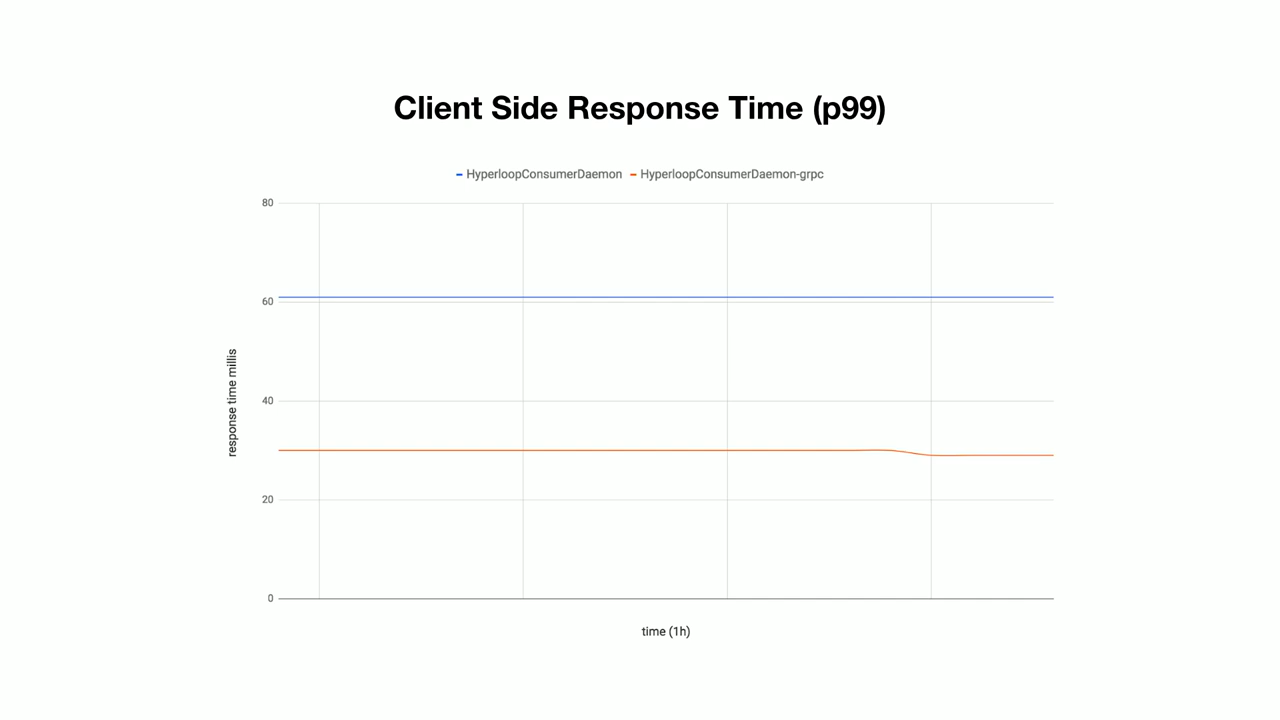 Client Side Response Time (p99)
HyperloopConsumerDaemon HyperloopConsumerDaemon-grpc
80
60
40
20
0
response time millis
time (1h)